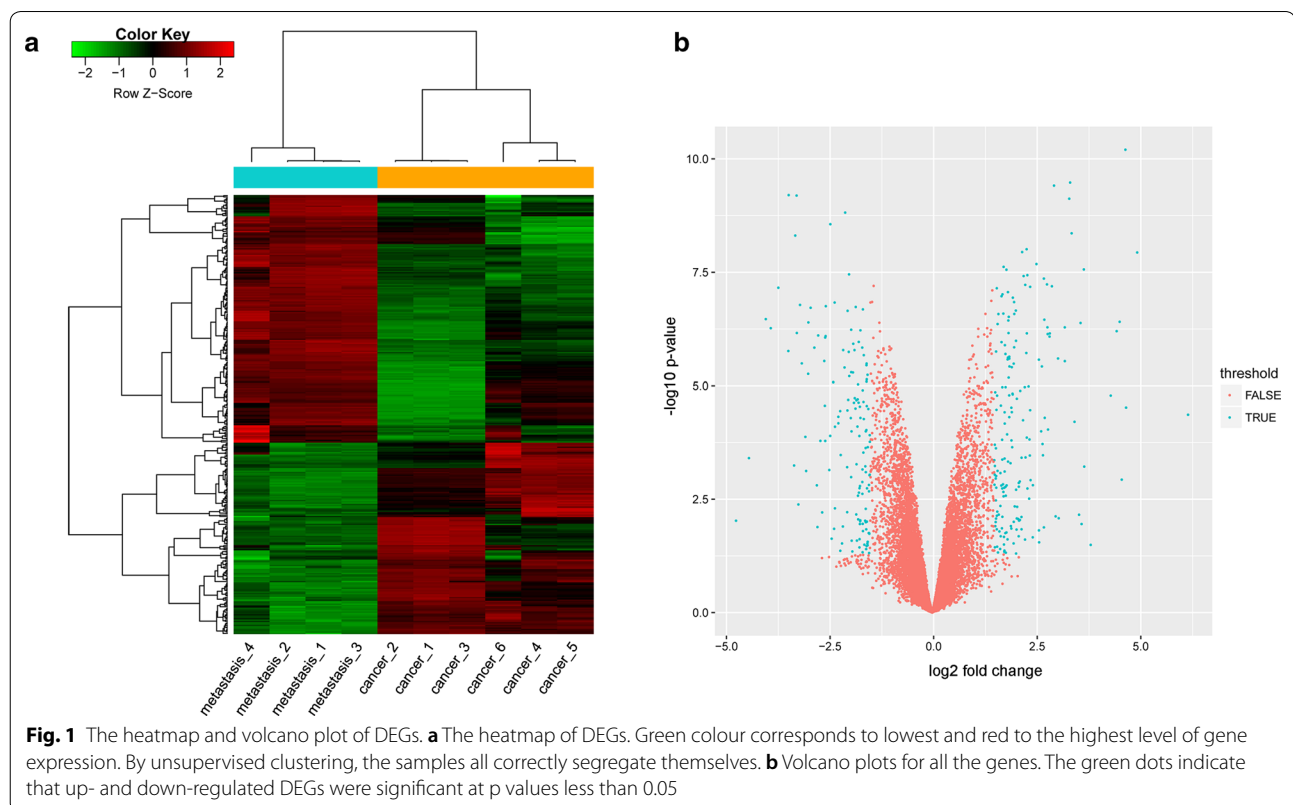 a
Color Key
−2 −1 0 1 2
Row Z−Score
metastasis_4
metastasis_2
metastasis_1
metastasis_3
cancer_2
cancer_1
cancer_3
cancer_6
cancer_4
cancer_5
b
10.0
7.5
5.0
2.5
0.0
-log10 p-value
−5.0 −2.5 0.0 2.5 5.0
log2 fold change
threshold
FALSE
TRUE
Fig. 1 The heatmap and volcano plot of DEGs. a The heatmap of DEGs. Green colour corresponds to lowest and red to the highest level of gene
expression. By unsupervised clustering, the samples all correctly segregate themselves. b Volcano plots for all the genes. The green dots indicate
that up- and down-regulated DEGs were significant at p values less than 0.05